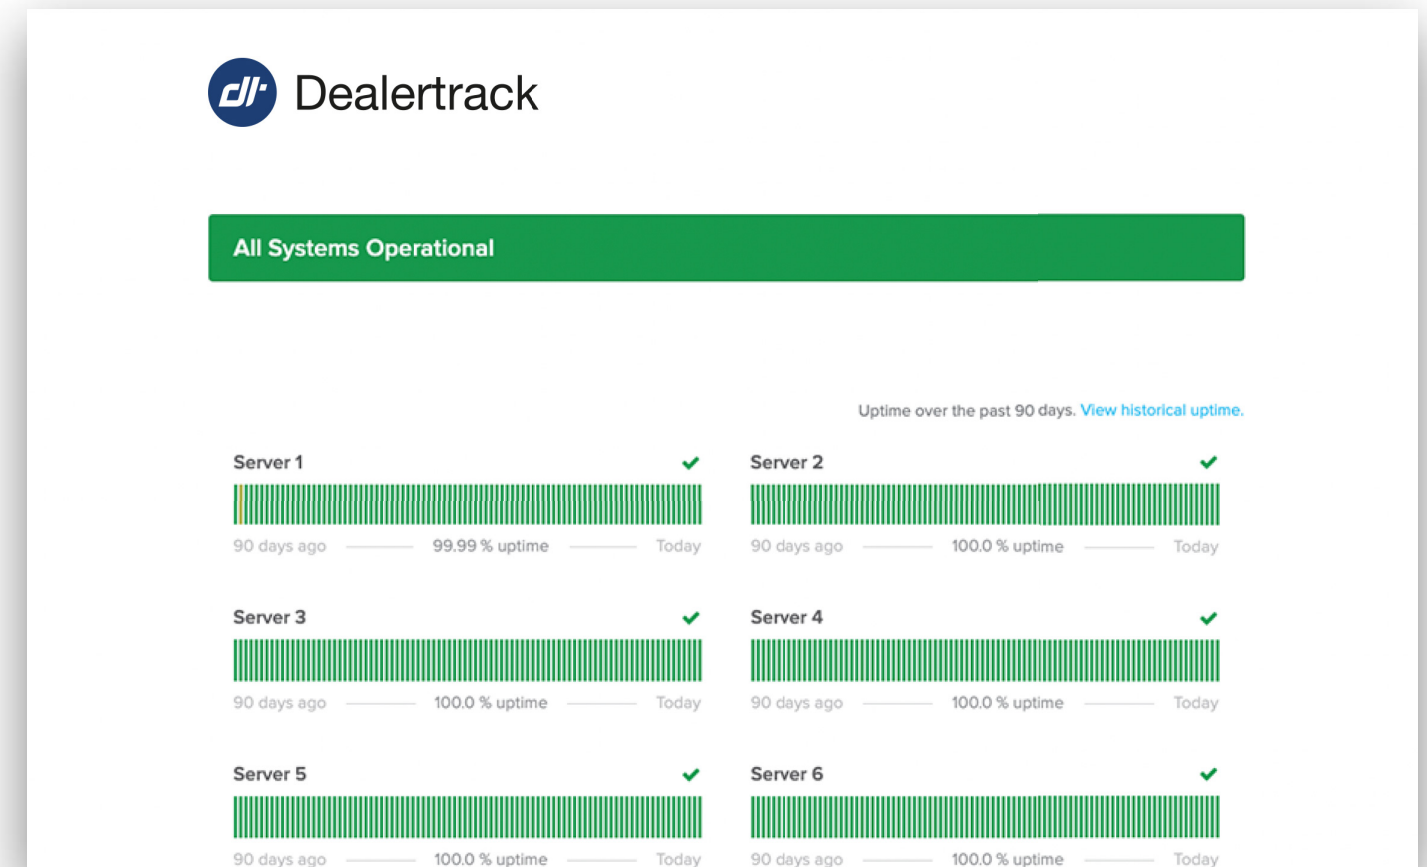 dt Dealertrack
All Systems Operational
Uptime over the past 90 days. View historical uptime.
Server 1
90 days ago 99.99 % uptime Today
Server 2
90 days ago 100.0 % uptime Today
Server 3
90 days ago 100.0 % uptime Today
Server 4
90 days ago 100.0 % uptime Today
Server 5
90 days ago 100.0 % uptime Today
Server 6
90 days ago 100.0 % uptime Today